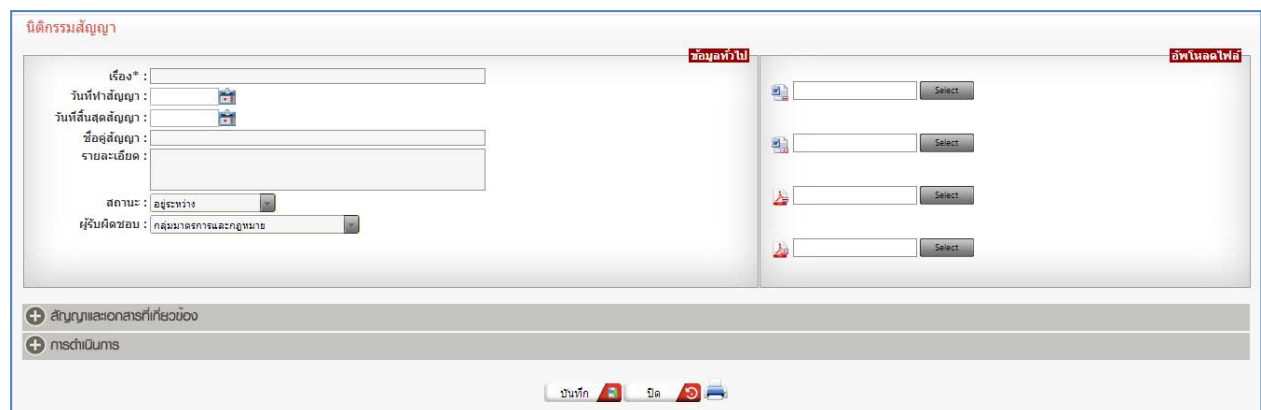 นิติกรรมสัญญา
ข้อมูลทั่วไป
เรื่อง* :
วันที่ทำสัญญา :
วันที่สิ้นสุดสัญญา :
ชื่อคู่สัญญา :
รายละเอียด :
สถานะ : อยู่ระหว่าง
ผู้รับผิดชอบ : กลุ่มมาตรการและกฎหมาย
อัพโหลดไฟล์
Select
Select
Select
Select
สัญญาและเอกสารที่เกี่ยวข้อง
การดำเนินการ
บันทึก ปิด